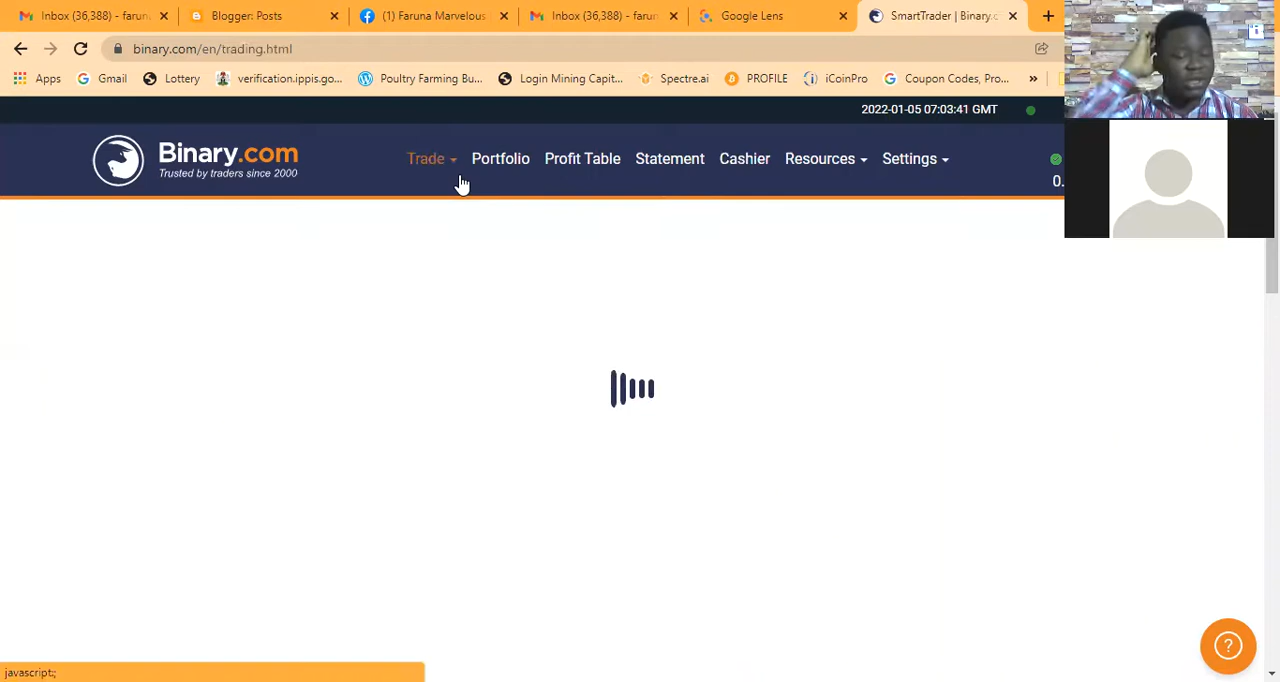 Inbox (36,388) - farun
Blogger: Posts
(1) Faruna Marvelous
Inbox (36,388) - farun
Google Lens
SmartTrader | Binary.c
binary.com/en/trading.html
Apps
Gmail
Lottery
verification.ippis.go...
Poultry Farming Bu...
Login Mining Capit...
Spectre.ai
PROFILE
iCoinPro
Coupon Codes, Pro...
»
2022-01-05 07:03:41 GMT
Binary.com
Trusted by traders since 2000
Trade
Portfolio
Profit Table
Statement
Cashier
Resources
Settings
0.
?
javascript:;